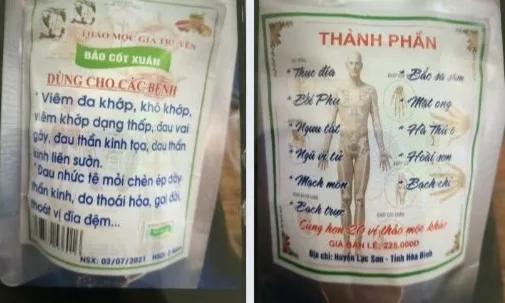 THẢO MỘC GIA TRUYỀN
BẢO CỐT XUÂN
DÙNG CHO CÁC BỆNH
* Viêm đa khớp, khô khớp,
viêm khớp dạng thấp, đau vai
gáy, đau thần kinh tọa, đau thần
kinh liên sườn.
* Đau nhức tê mỏi chèn ép dây
thần kinh, do thoái hóa, gai đôi,
thoát vị đĩa đệm...
NSX: 02/07/2021 HSD:
THÀNH PHẦN
* Thục địa
* Bắc sa sâm
* Mật ong
* Ngưu tất
* Hà Thủ ô
* Ngũ vị tử
* Hoài sơn
* Mạch môn
* Bạch chỉ
* Bạch truật
Cùng hơn 20 vị thảo mộc khác
GIÁ BÁN LẺ: 225.000Đ
Địa chỉ: Huyện Lạc Sơn - Tỉnh Hòa Bình